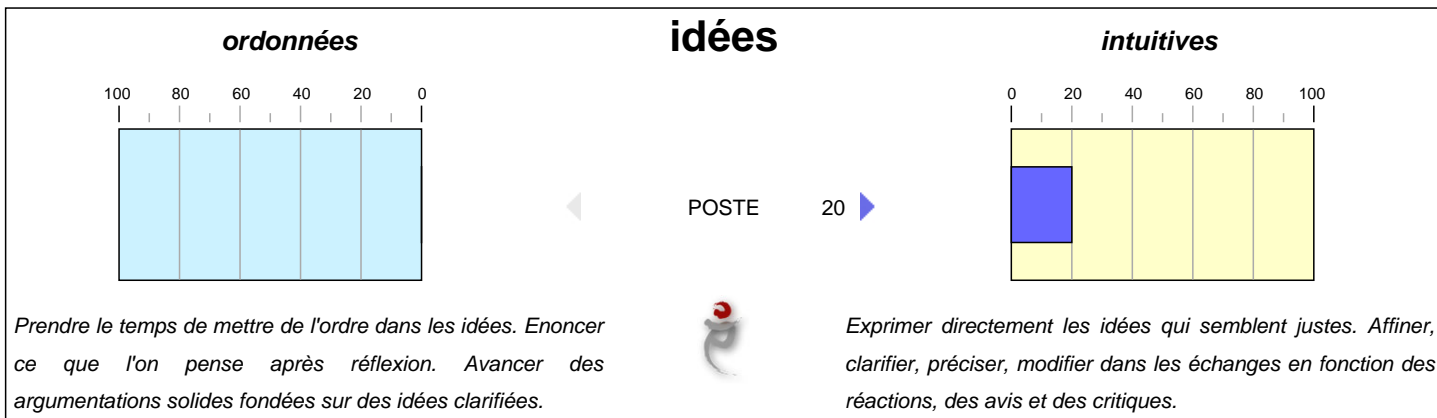 ordonnées idées intuitives
100 80 60 40 20 0 0 20 40 60 80 100
POSTE 20
Prendre le temps de mettre de l'ordre dans les idées. Enoncer
ce que l'on pense après réflexion. Avancer des
argumentations solides fondées sur des idées clarifiées.
Exprimer directement les idées qui semblent justes. Affiner,
clarifier, préciser, modifier dans les échanges en fonction des
réactions, des avis et des critiques.